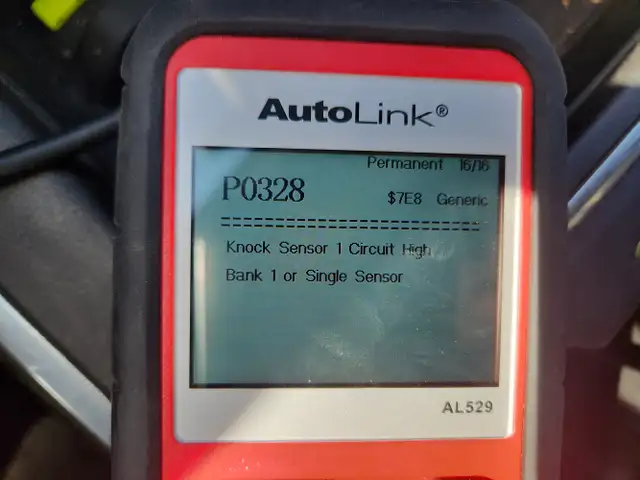 AutoLink®
Permanent 16/16
P0328 $7E8 Generic
==============================
Knock Sensor 1 Circuit High
Bank 1 or Single Sensor
AL529